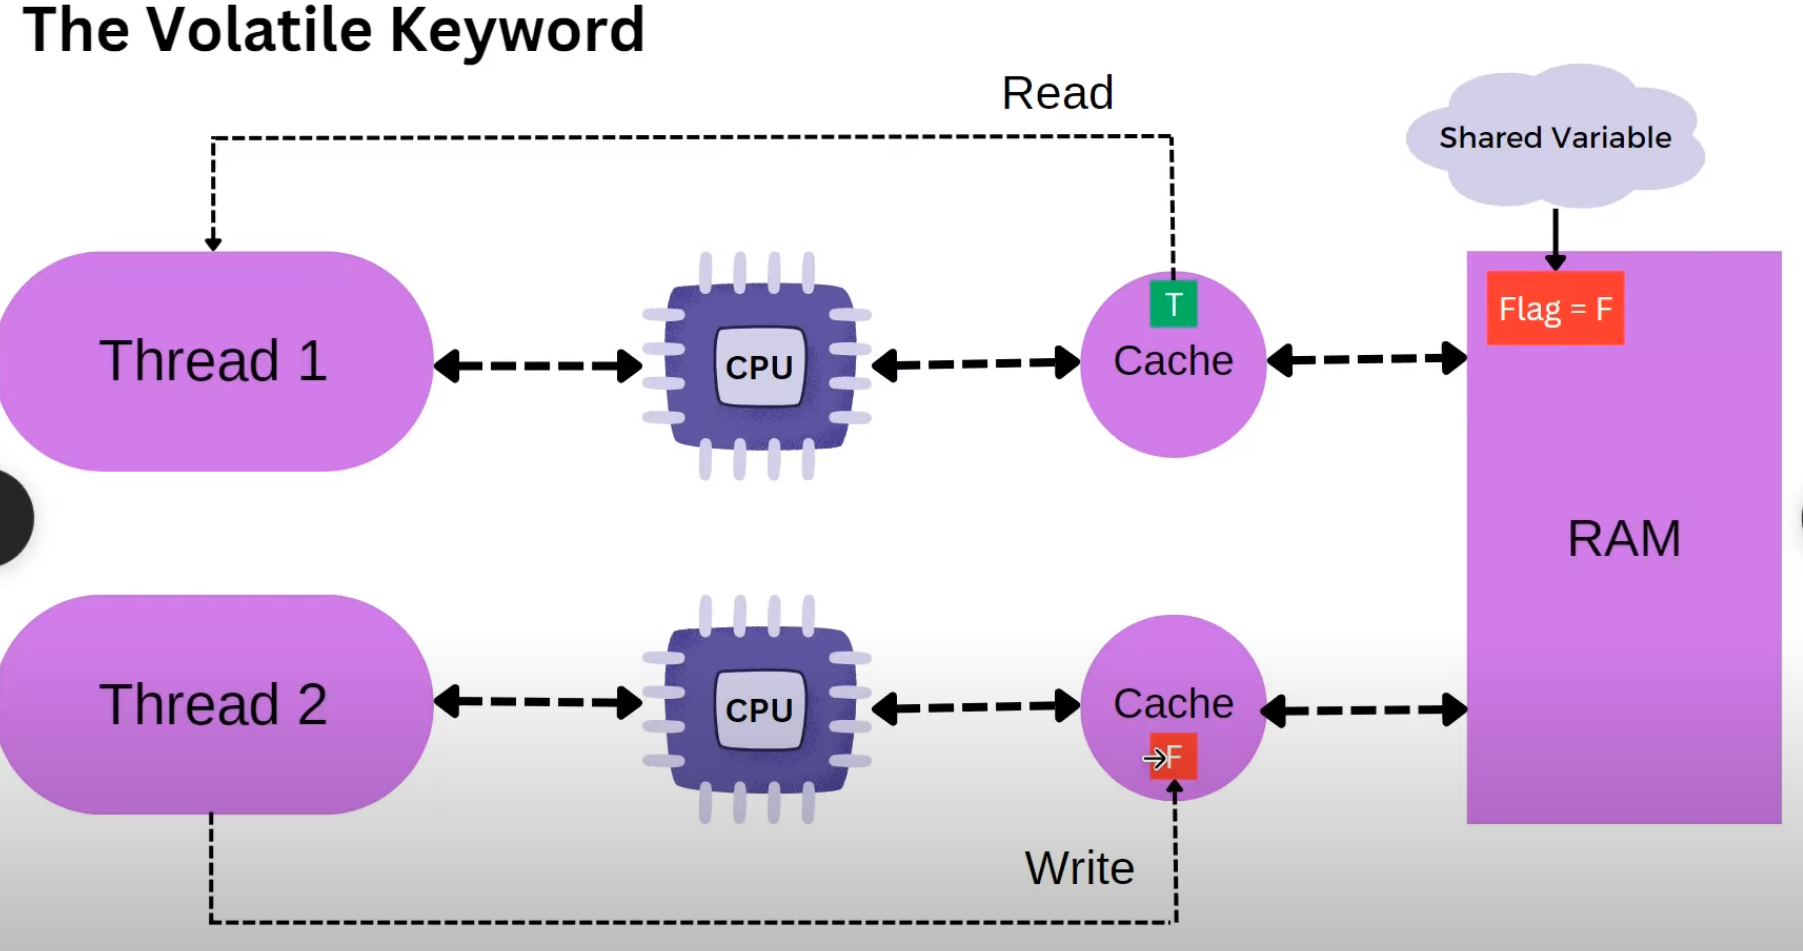 The Volatile Keyword
Read
Shared Variable
Flag = F
T
Thread 1
CPU
Cache
RAM
Thread 2
CPU
Cache
F
Write